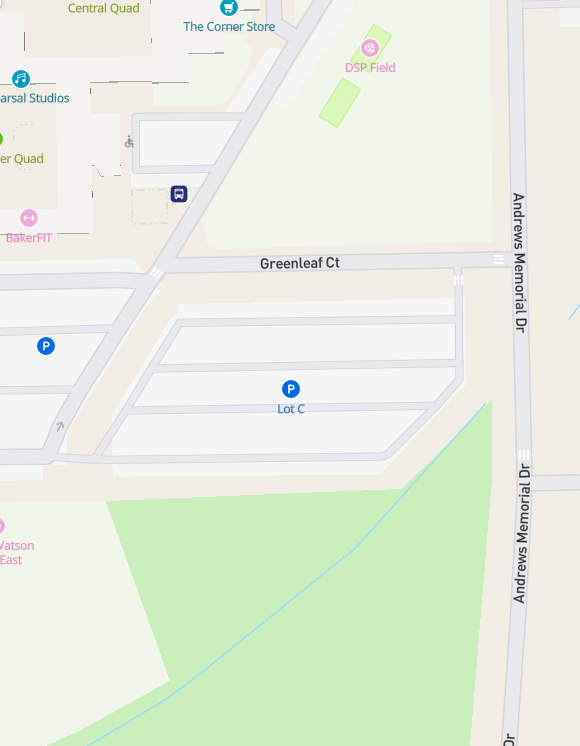 Central Quad
The Corner Store
DSP Field
arsal Studios
er Quad
BakerFIT
Andrews Memorial Dr
Greenleaf Ct
P
P
Lot C
Andrews Memorial Dr
Watson
East
Dr